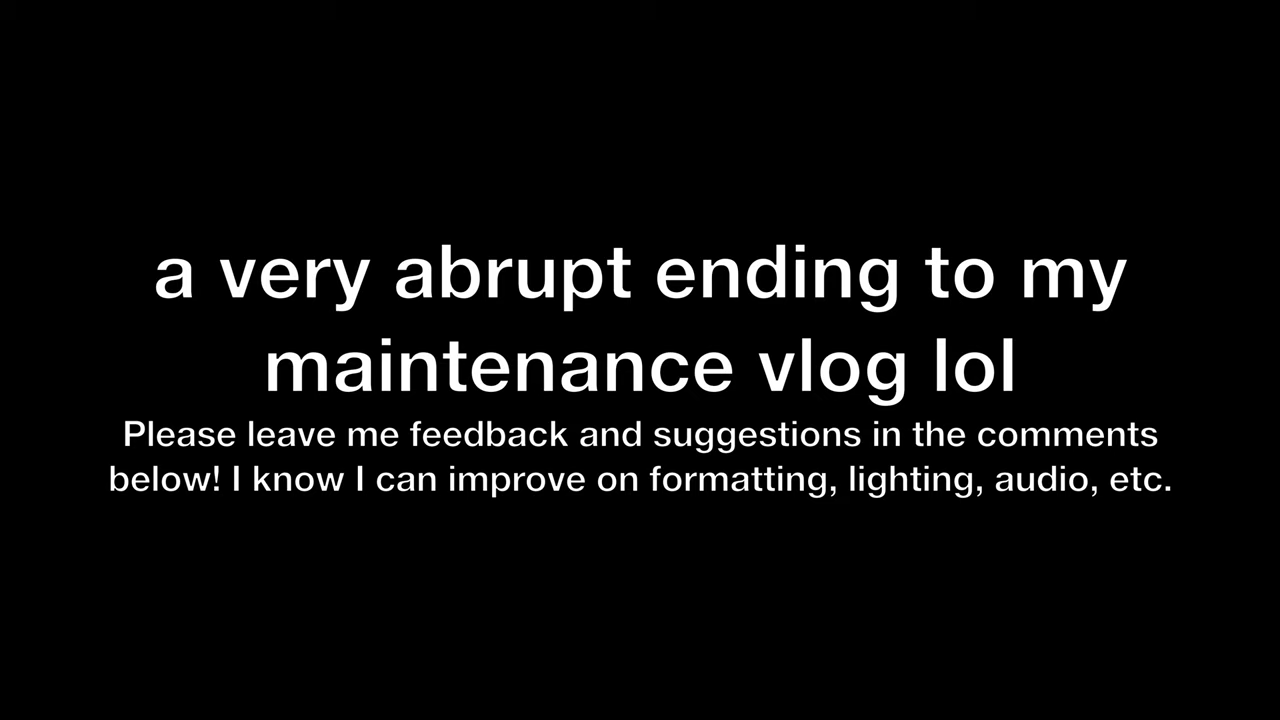 a very abrupt ending to my
maintenance vlog lol
Please leave me feedback and suggestions in the comments
below! I know I can improve on formatting, lighting, audio, etc.